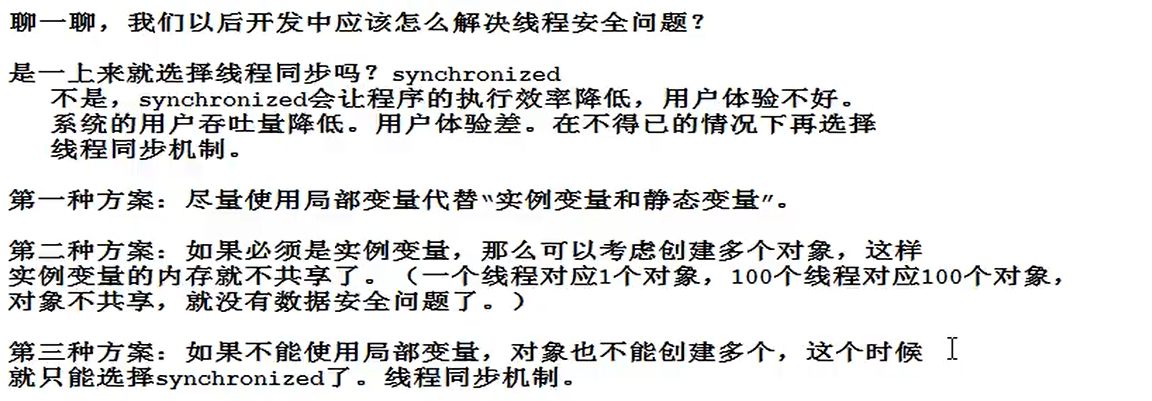 聊一聊，我们以后开发中应该怎么解决线程安全问题？
是一上来就选择线程同步吗？synchronized
不是，synchronized会让程序的执行效率降低，用户体验不好。
系统的用户吞吐量降低。用户体验差。在不得已的情况下再选择
线程同步机制。
第一种方案：尽量使用局部变量代替“实例变量和静态变量”。
第二种方案：如果必须是实例变量，那么可以考虑创建多个对象，这样
实例变量的内存就不共享了。（一个线程对应1个对象，100个线程对应100个对象，
对象不共享，就没有数据安全问题了。）
第三种方案：如果不能使用局部变量，对象也不能创建多个，这个时候
就只能选择synchronized了。线程同步机制。